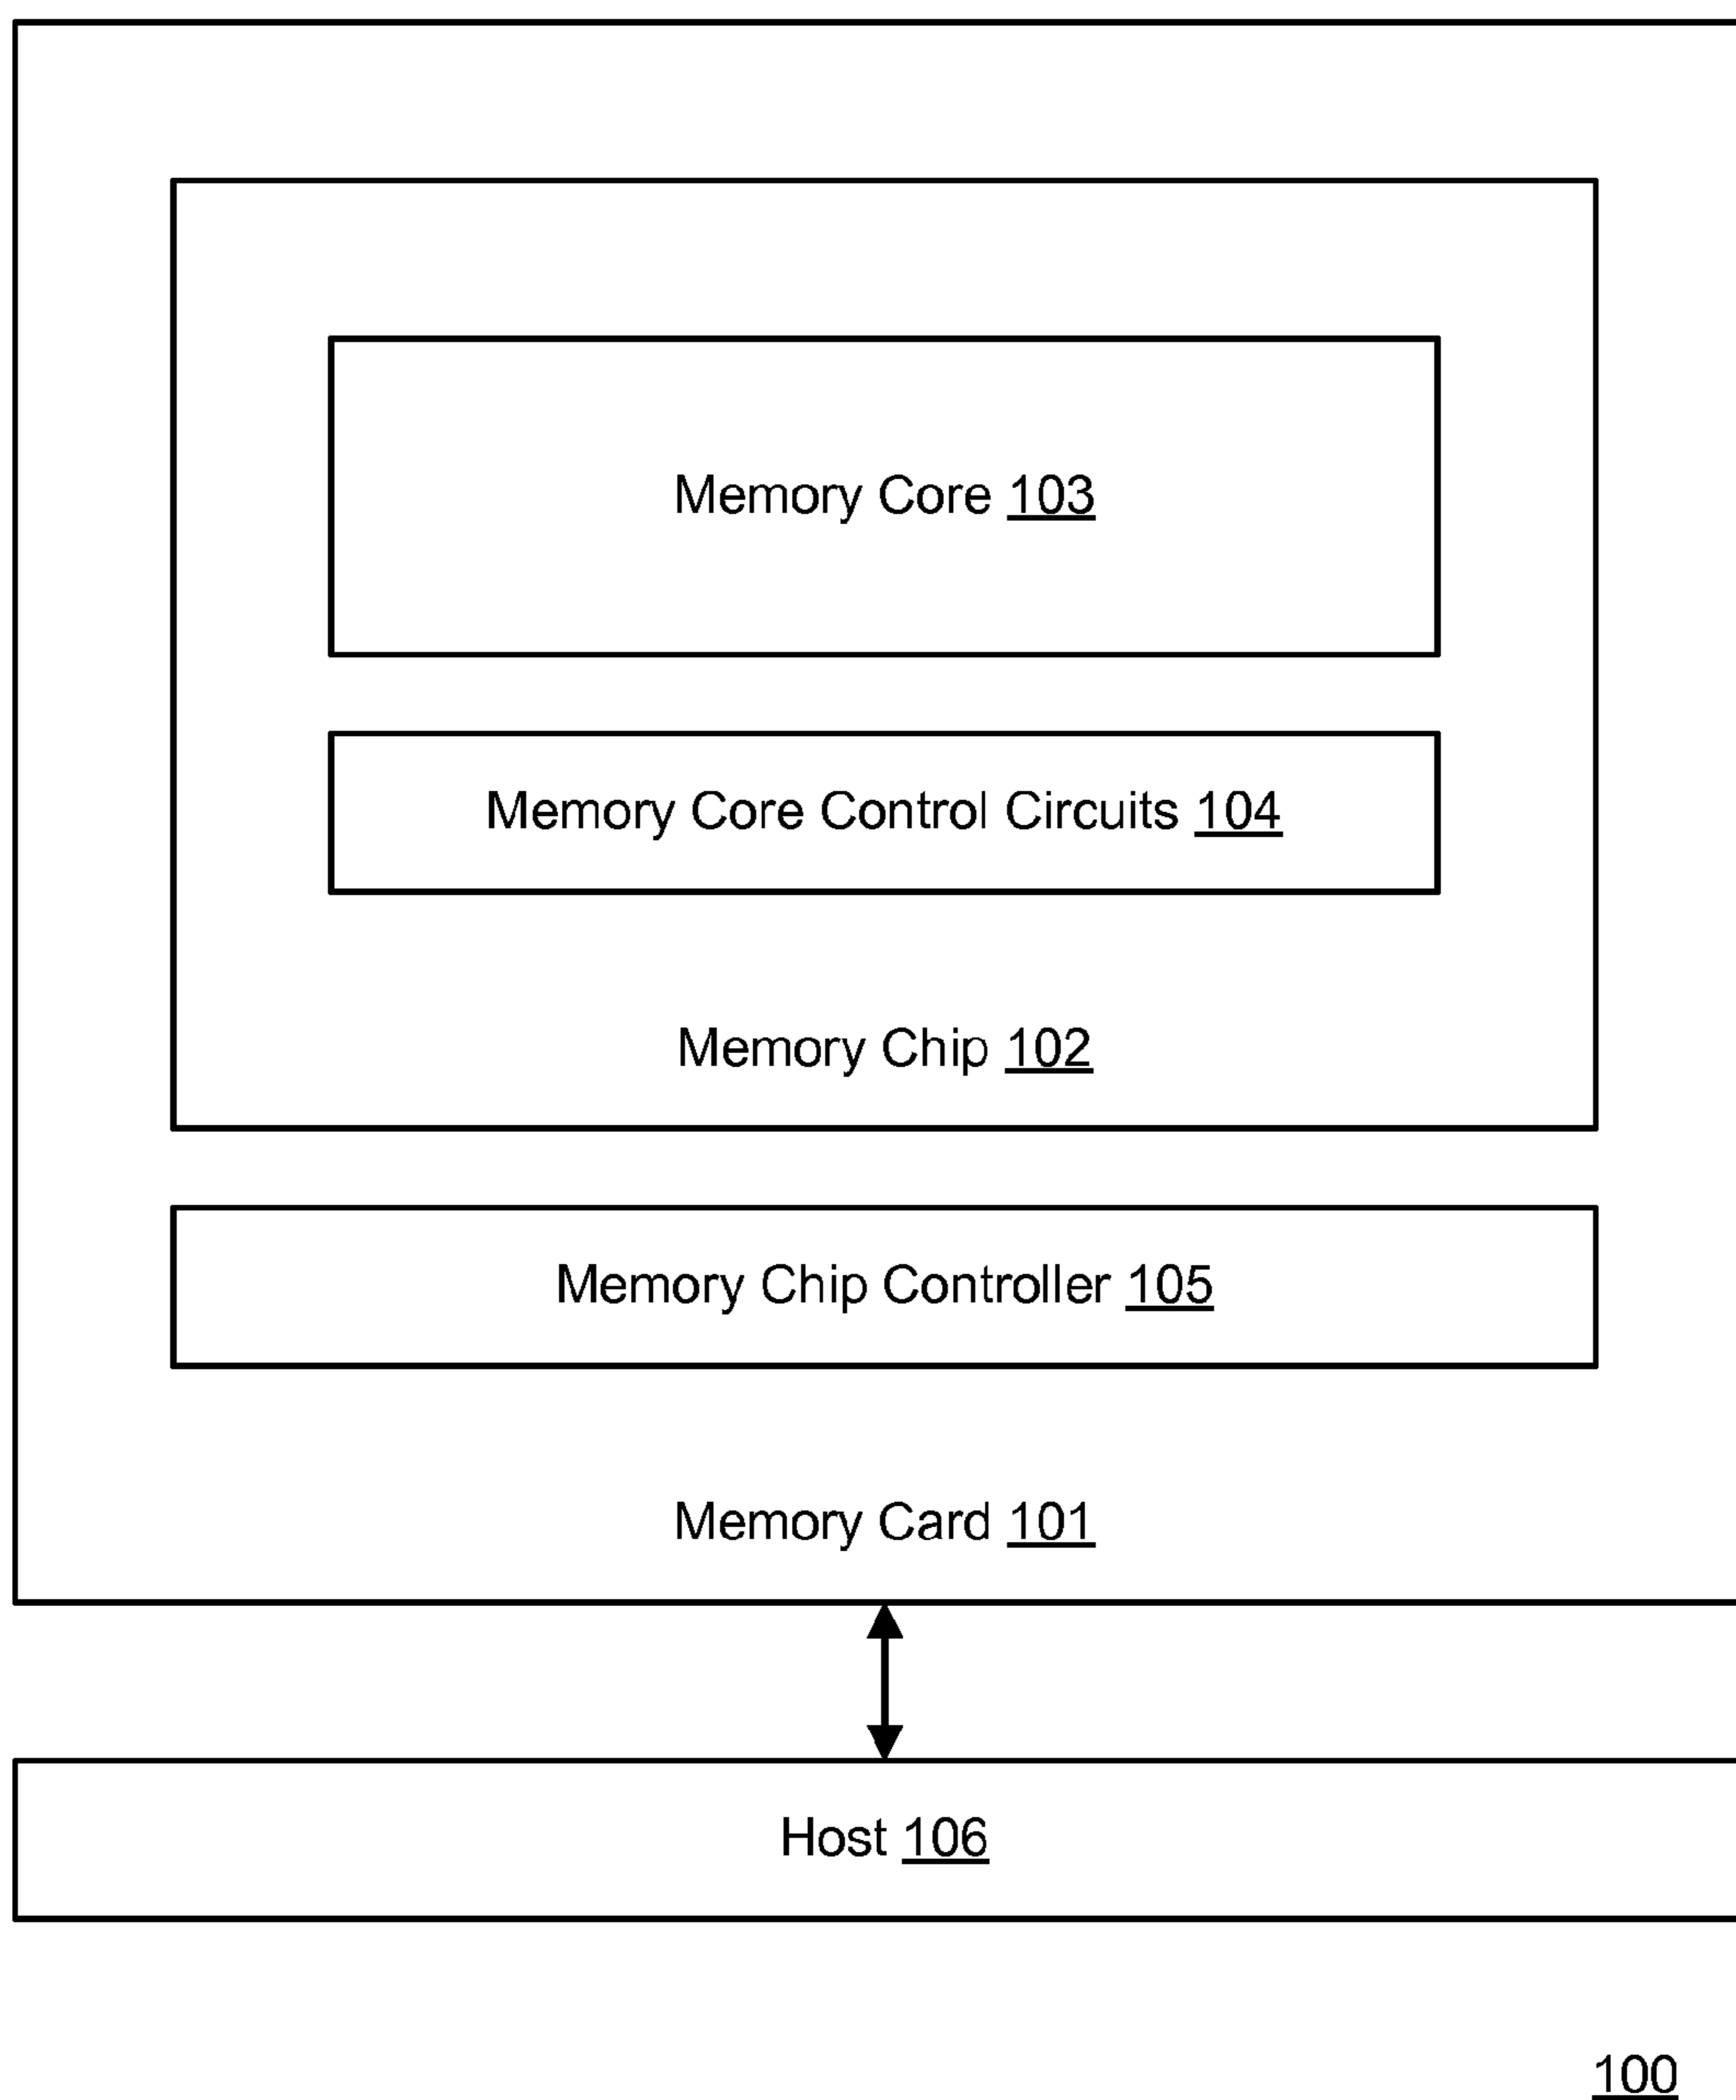 Memory Core 103
Memory Core Control Circuits 104
Memory Chip 102
Memory Chip Controller 105
Memory Card 101
Host 106
100